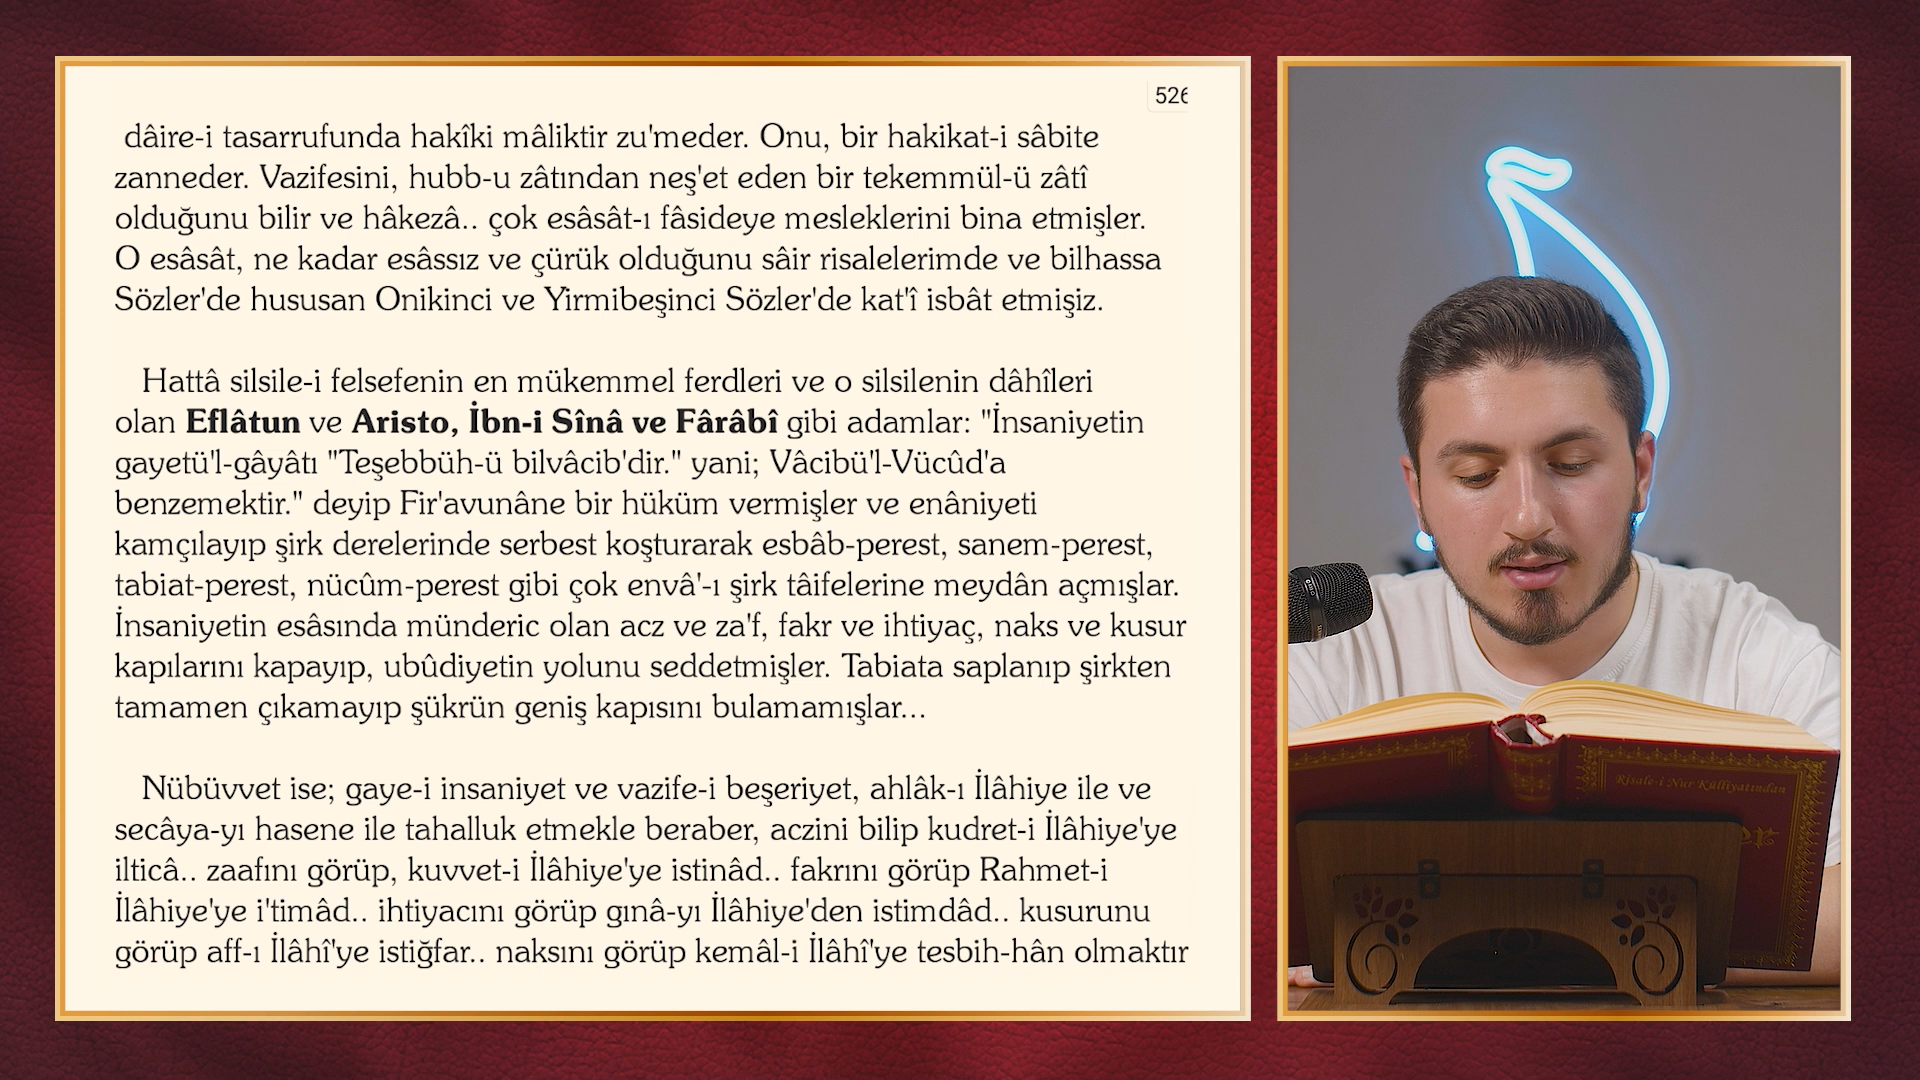 526
dâire-i tasarrufunda hakîki mâliktir zu'meder. Onu, bir hakikat-i sâbite
zanneder. Vazifesini, hubb-u zâtından neş'et eden bir tekemmül-ü zâtî
olduğunu bilir ve hâkezâ.. çok esâsât-ı fâsideye mesleklerini bina etmişler.
O esâsât, ne kadar esâssız ve çürük olduğunu sâir risalelerimde ve bilhassa
Sözler'de hususan Onikinci ve Yirmibeşinci Sözler'de kat'î isbât etmişiz.
Hattâ silsile-i felsefenin en mükemmel ferdleri ve o silsilenin dâhîleri
olan Eflâtun ve Aristo, İbn-i Sînâ ve Fârâbî gibi adamlar: "İnsaniyetin
gayetü'l-gâyâtı "Teşebbüh-ü bilvâcib'dir." yani; Vâcibü'l-Vücûd'a
benzemektir." deyip Fir'avunâne bir hüküm vermişler ve enâniyeti
kamçılayıp şirk derelerinde serbest koşturarak esbâb-perest, sanem-perest,
tabiat-perest, nücûm-perest gibi çok envâ'-ı şirk tâifelerine meydân açmışlar.
İnsaniyetin esâsında münderic olan acz ve za'f, fakr ve ihtiyaç, naks ve kusur
kapılarını kapayıp, ubûdiyetin yolunu seddetmişler. Tabiata saplanıp şirkten
tamamen çıkamayıp şükrün geniş kapısını bulamamışlar...
Nübüvvet ise; gaye-i insaniyet ve vazife-i beşeriyet, ahlâk-ı İlâhiye ile ve
secâya-yı hasene ile tahalluk etmekle beraber, aczini bilip kudret-i İlâhiye'ye
ilticâ.. zaafını görüp, kuvvet-i İlâhiye'ye istinâd.. fakrını görüp Rahmet-i
İlâhiye'ye i'timâd.. ihtiyacını görüp gınâ-yı İlâhiye'den istimdâd.. kusurunu
görüp aff-ı İlâhî'ye istiğfar.. naksını görüp kemâl-i İlâhî'ye tesbih-hân olmaktır
Risale-i Nur Külliyatından